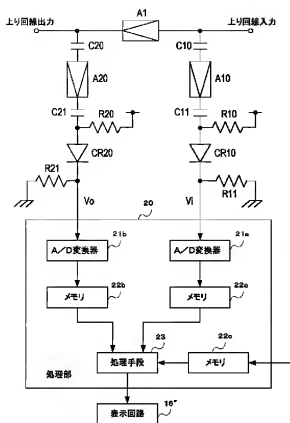 A1
上り回線出力
上り回線入力
C20
C10
A20
A10
C21
R20
C11
R10
CR20
CR10
R21
R11
Vo
Vi
20
21b
21a
A/D変換器
A/D変換器
22b
22a
メモリ
メモリ
23
22c
処理手段
メモリ
処理部
表示回路